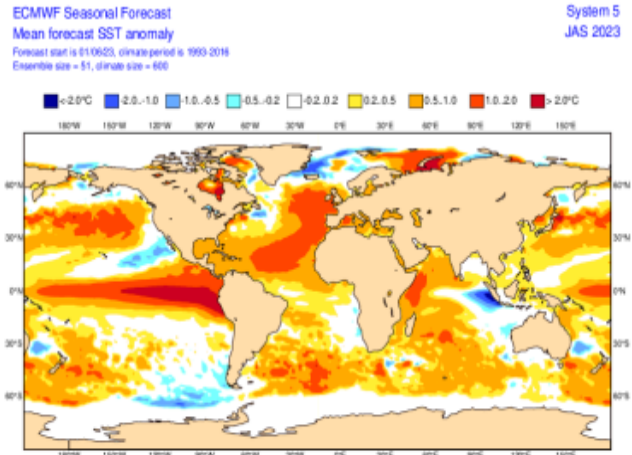 ECMWF Seasonal Forecast
System 5
Mean forecast SST anomaly
JAS 2023
Forecast start is 01/06/23, climate period is 1993-2016
Ensemble size = 51, climate size = 600
<-2.0°C -2.0..-1.0 -1.0..-0.5 -0.5..-0.2 -0.2..0.2 0.2..0.5 0.5..1.0 1.0..2.0 > 2.0°C
180°W 150°W 120°W 90°W 60°W 30°W 0°E 30°E 60°E 90°E 120°E 150°E
60°N 60°N
30°N 30°N
0°N 0°N
30°S 30°S
60°S 60°S